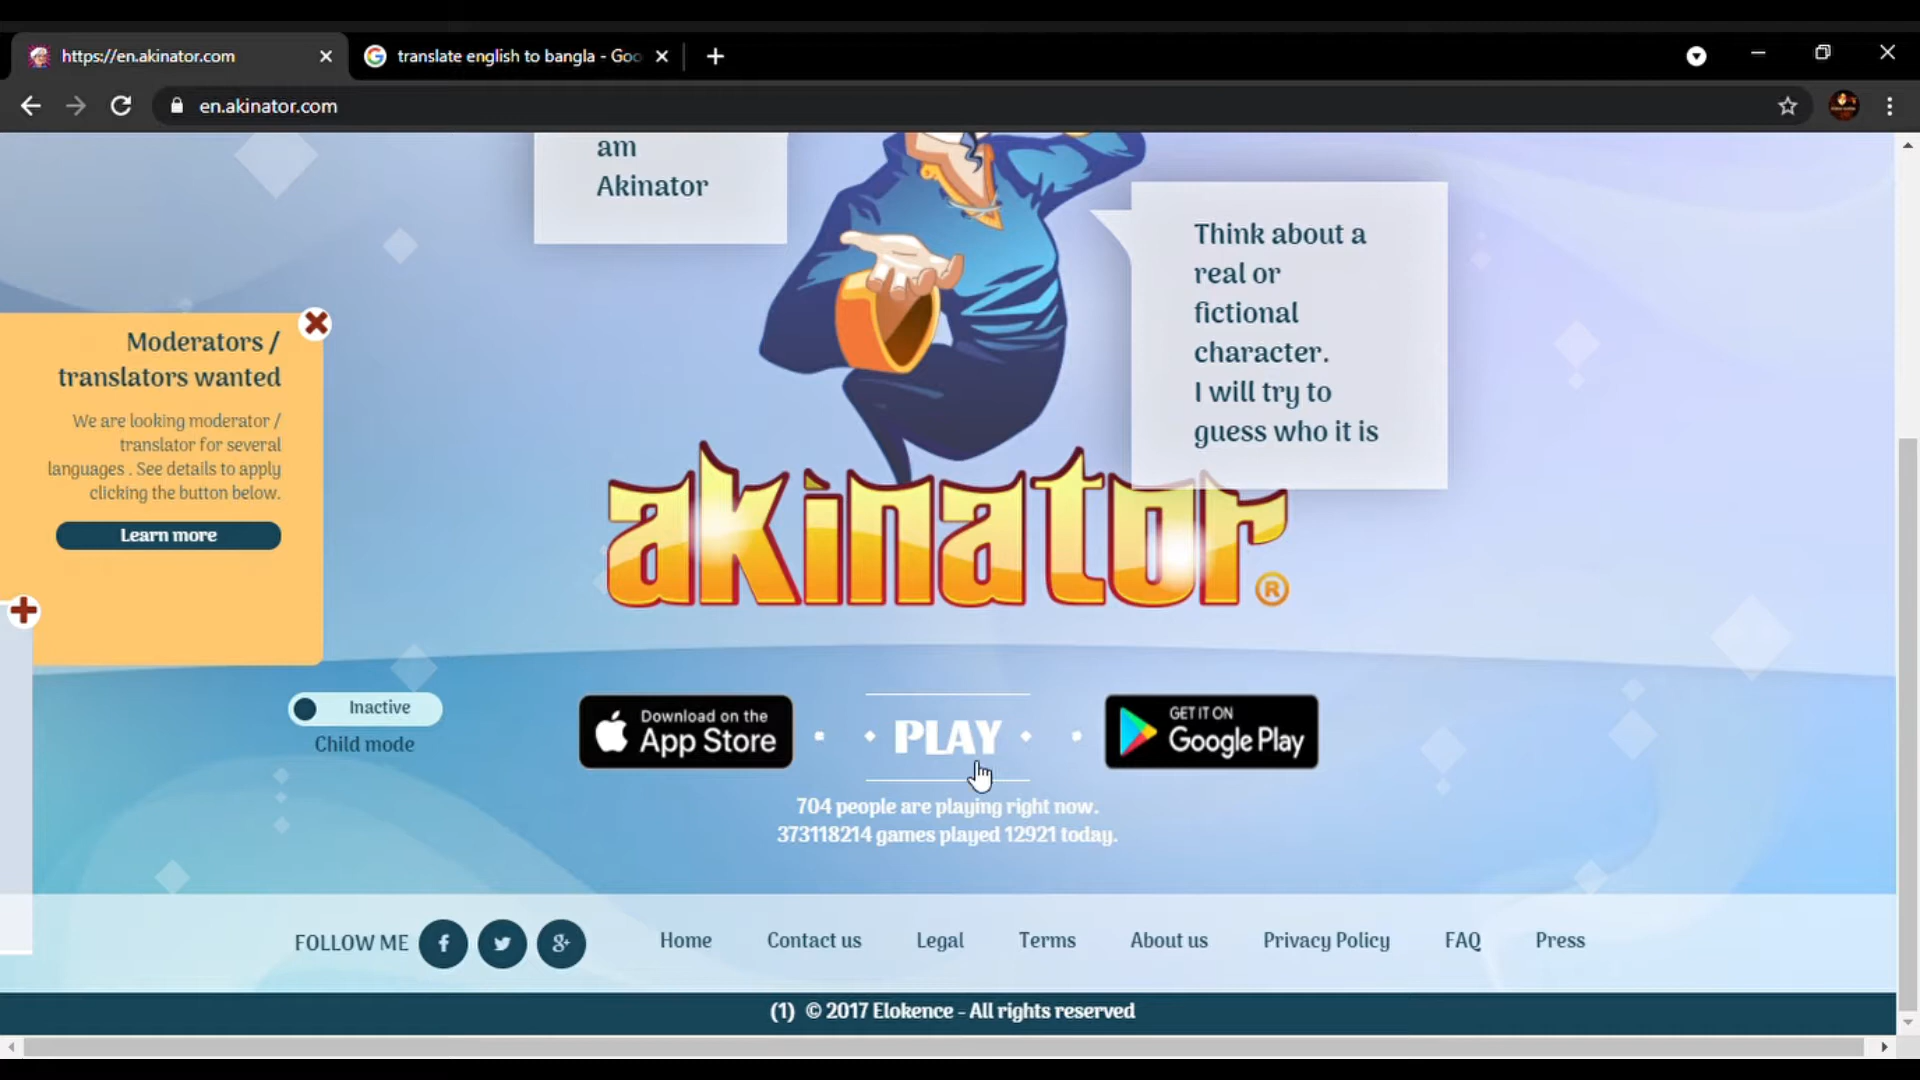 https://en.akinator.com
translate english to bangla - Goo
en.akinator.com
am
Akinator
Think about a
real or
fictional
character.
I will try to
guess who it is
Moderators /
translators wanted
We are looking moderator /
translator for several
languages . See details to apply
clicking the button below.
Learn more
akinator®
Inactive
Child mode
Download on the
App Store
PLAY
GET IT ON
Google Play
704 people are playing right now.
373118214 games played 12921 today.
FOLLOW ME
Home Contact us Legal Terms About us Privacy Policy FAQ Press
(1) © 2017 Elokence - All rights reserved